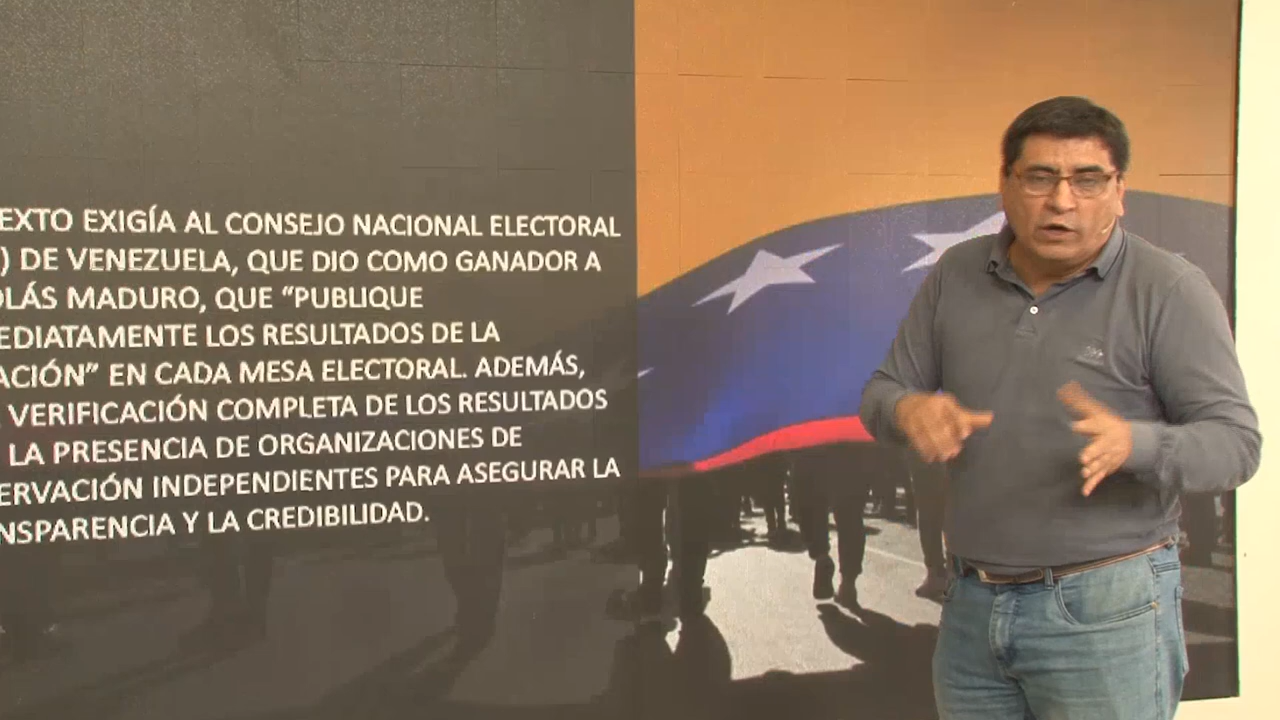 EXTO EXIGÍA AL CONSEJO NACIONAL ELECTORAL
) DE VENEZUELA, QUE DIO COMO GANADOR A
OLÁS MADURO, QUE “PUBLIQUE
EDIATAMENTE LOS RESULTADOS DE LA
ACIÓN” EN CADA MESA ELECTORAL. ADEMÁS,
VERIFICACIÓN COMPLETA DE LOS RESULTADOS
LA PRESENCIA DE ORGANIZACIONES DE
ERVACIÓN INDEPENDIENTES PARA ASEGURAR LA
NSPARENCIA Y LA CREDIBILIDAD.